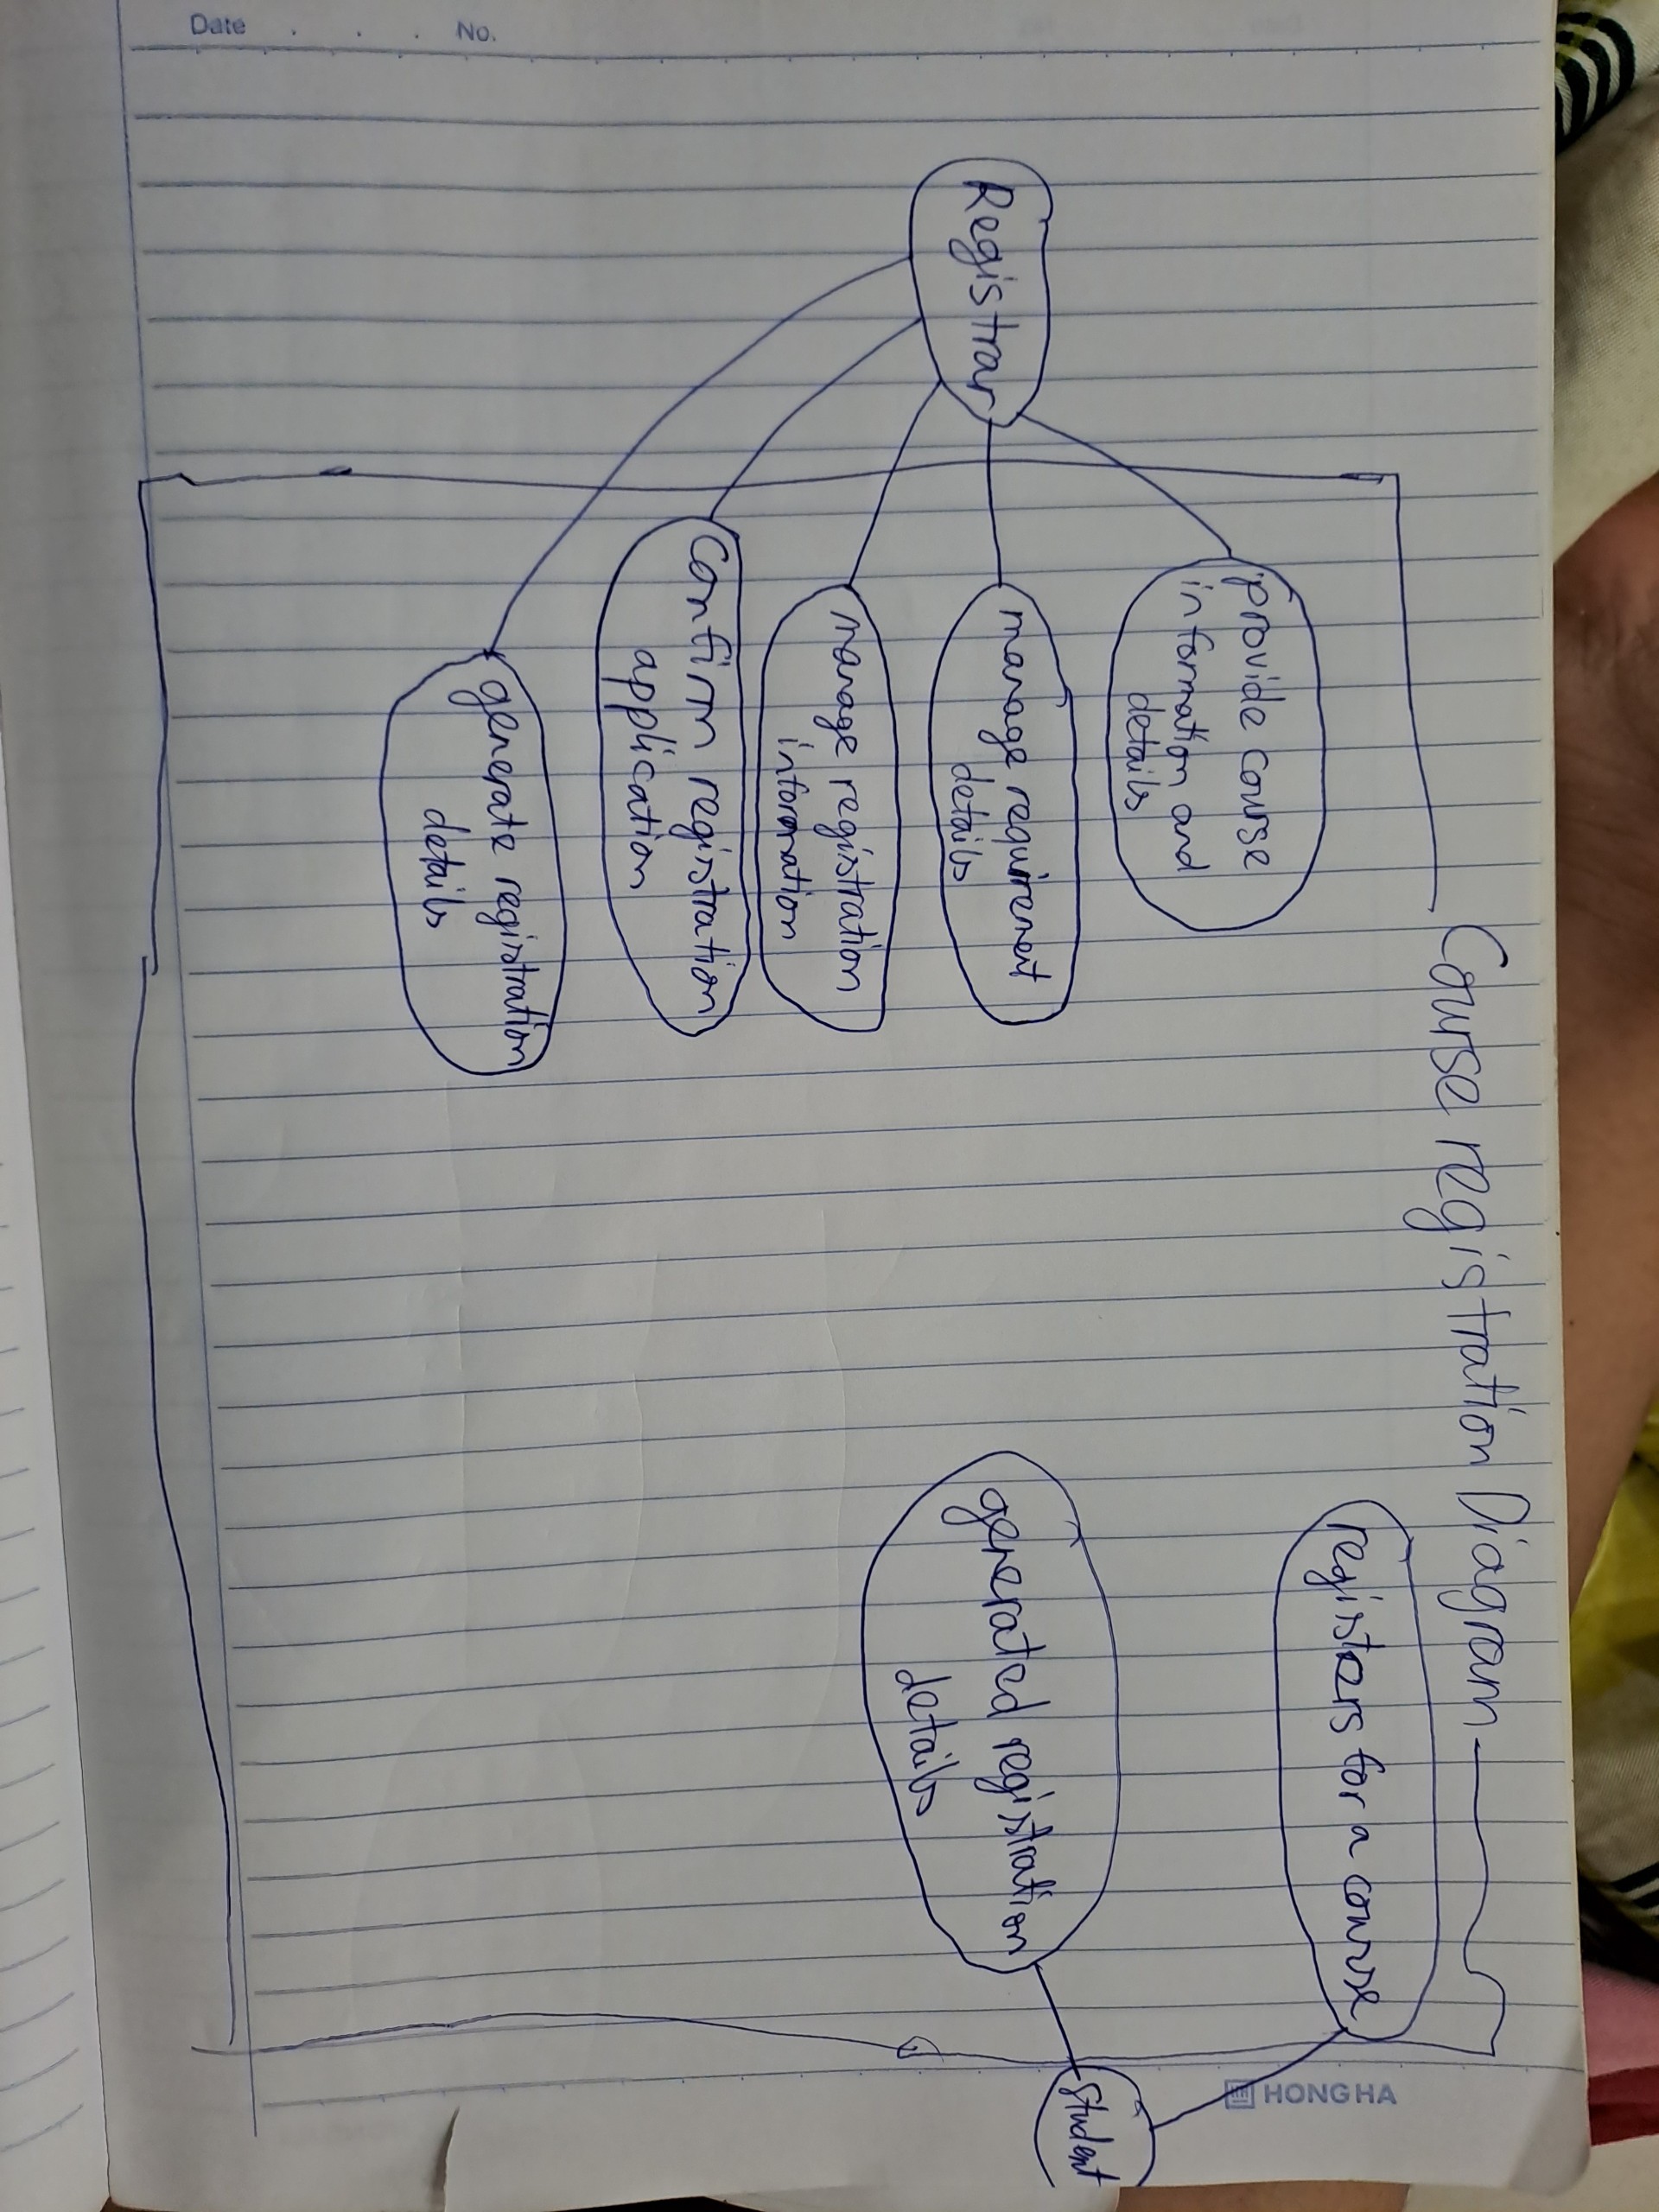 Course registration Diagram
Registrar
provide course
information and
details
manage requirement
details
manage registration
information
Confirm registration
application
generate registration
details
registers for a course
generated registration
details
Student
Date . . . No.
HONG HA